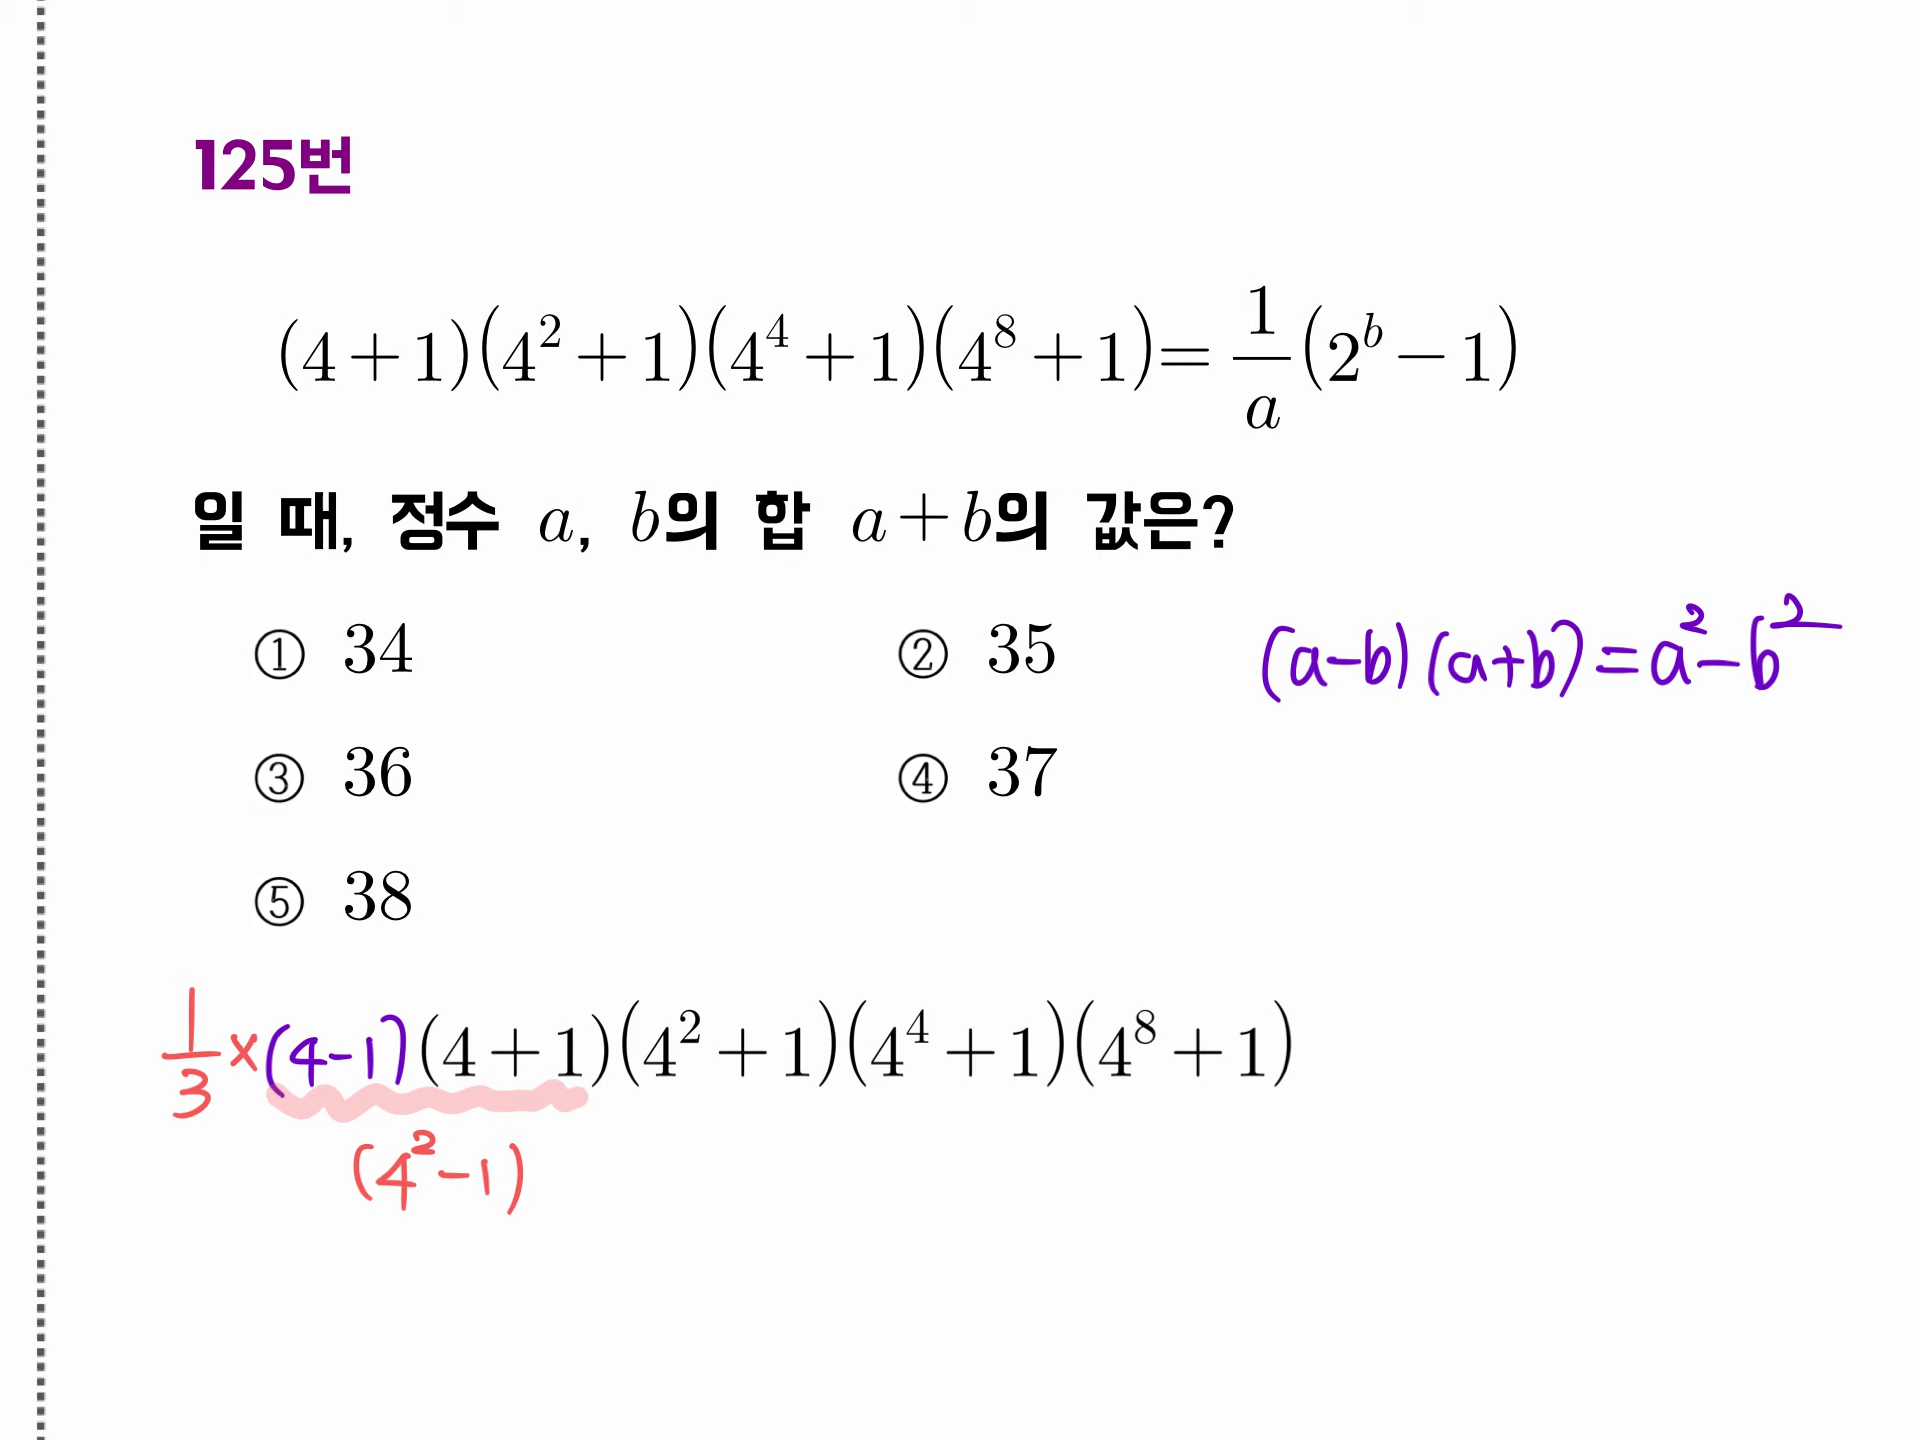 125번
(4+1)(4²+1)(4⁴+1)(4⁸+1)= 1/a (2ᵇ−1)
일 때, 정수 a, b의 합 a+b의 값은?
① 34 ② 35
(a-b)(a+b)=a²-b²
③ 36 ④ 37
⑤ 38
1/3 ×(4-1)(4+1)(4²+1)(4⁴+1)(4⁸+1)
(4²-1)